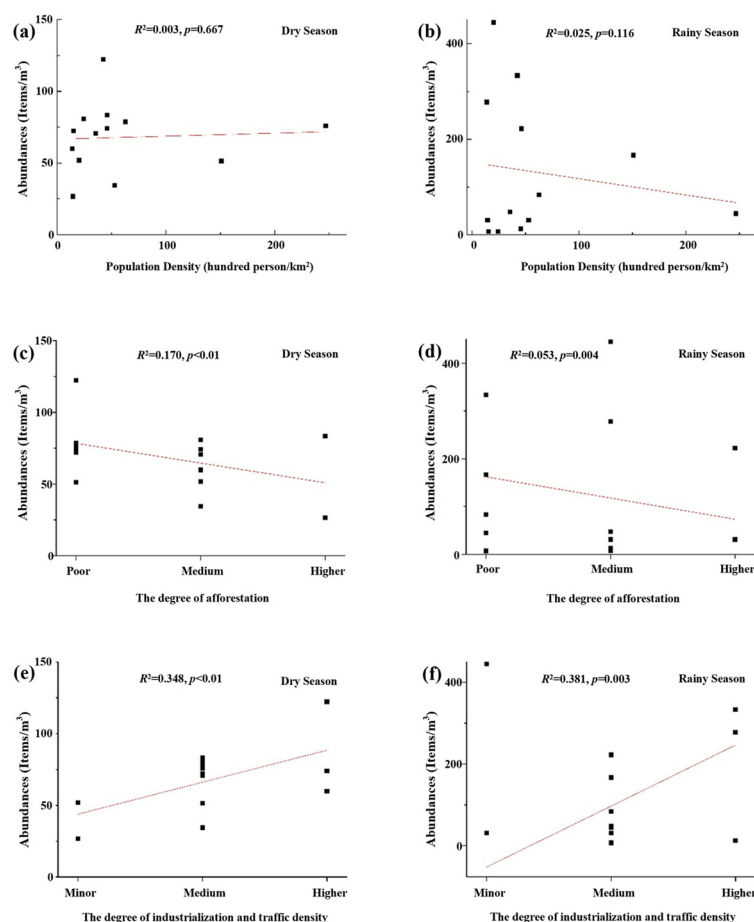 (a)
R²=0.003, p=0.667
Dry Season
150
100
50
0
Abundances (Items/m³)
0
100
200
Population Density (hundred person/km²)
(b)
R²=0.025, p=0.116
Rainy Season
400
200
0
Abundances (Items/m³)
0
100
200
Population Density (hundred person/km²)
(c)
R²=0.170, p<0.01
Dry Season
150
100
50
0
Abundances (Items/m³)
Poor
Medium
Higher
The degree of afforestation
(d)
R²=0.053, p=0.004
Rainy Season
400
200
0
Abundances (Items/m³)
Poor
Medium
Higher
The degree of afforestation
(e)
R²=0.348, p<0.01
Dry Season
150
100
50
0
Abundances (Items/m³)
Minor
Medium
Higher
The degree of industrialization and traffic density
(f)
R²=0.381, p=0.003
Rainy Season
400
200
0
Abundances (Items/m³)
Minor
Medium
Higher
The degree of industrialization and traffic density